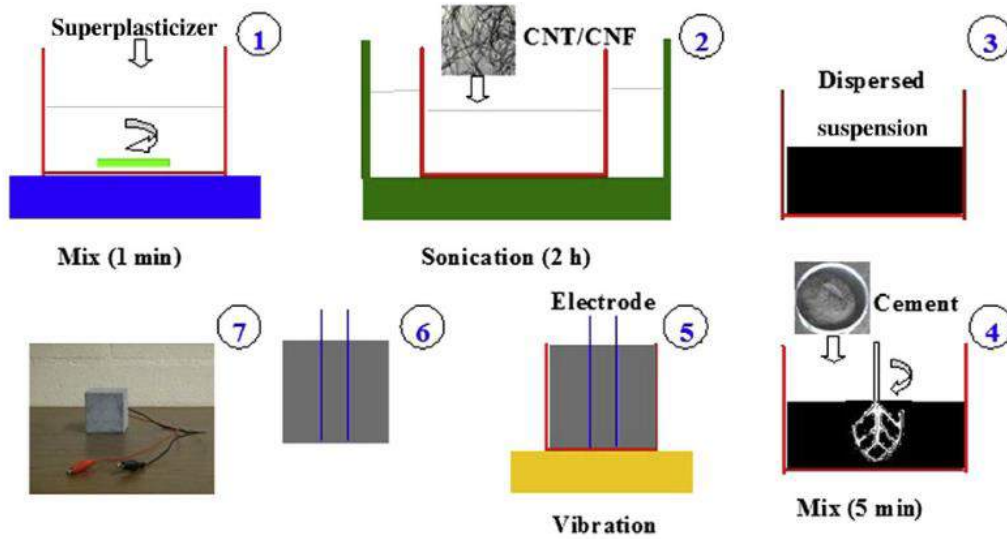 Superplasticizer
1
Mix (1 min)
CNT/CNF
2
Sonication (2 h)
3
Dispersed
suspension
Cement
4
Mix (5 min)
Electrode
5
Vibration
6
7